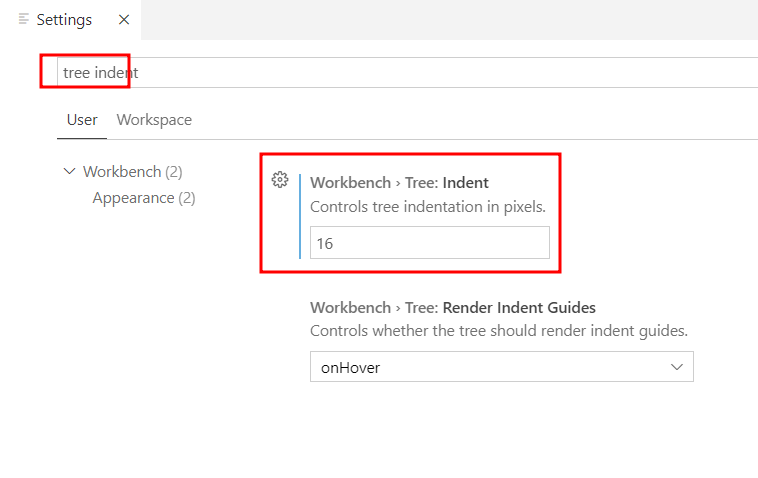 Settings
tree indent
User Workspace
Workbench (2)
Appearance (2)
Workbench › Tree: Indent
Controls tree indentation in pixels.
16
Workbench › Tree: Render Indent Guides
Controls whether the tree should render indent guides.
onHover